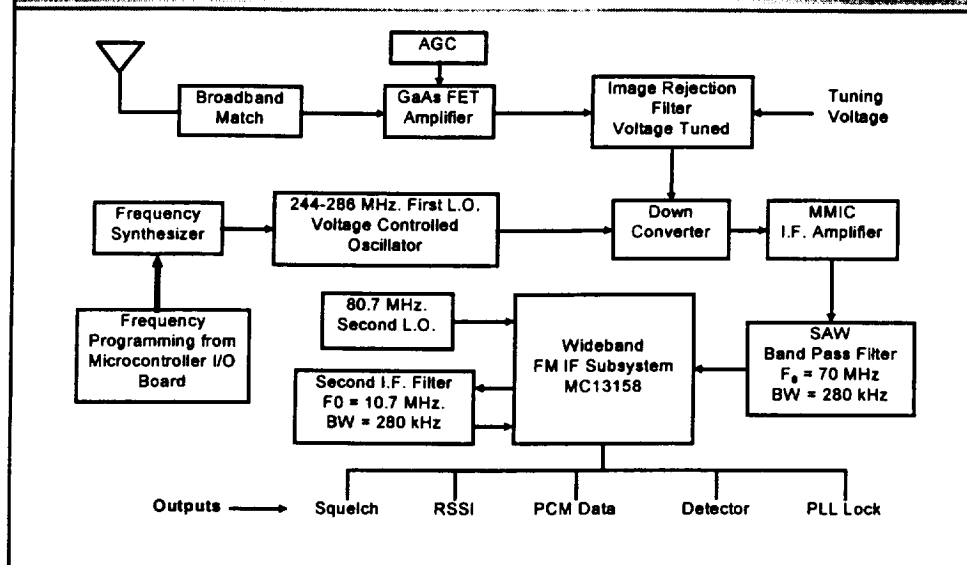 AGC
Broadband
Match
GaAs FET
Amplifier
Image Rejection
Filter
Voltage Tuned
Tuning
Voltage
Frequency
Synthesizer
244-286 MHz. First L.O.
Voltage Controlled
Oscillator
Down
Converter
MMIC
I.F. Amplifier
Frequency
Programming from
Microcontroller I/O
Board
80.7 MHz.
Second L.O.
Wideband
FM IF Subsystem
MC13158
SAW
Band Pass Filter
Fo = 70 MHz
BW = 280 kHz
Second I.F. Filter
F0 = 10.7 MHz.
BW = 280 kHz
Outputs
Squelch
RSSI
PCM Data
Detector
PLL Lock